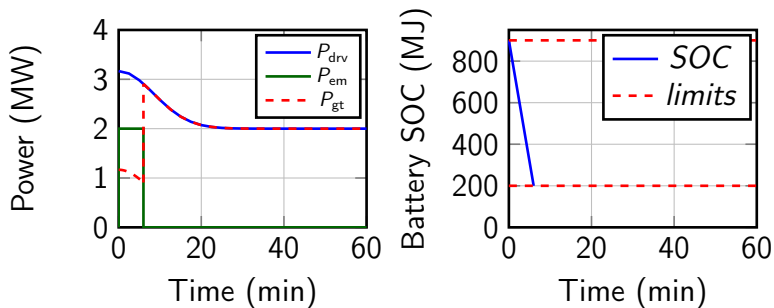 Power (MW)
4
3
2
1
0
P_drv
P_em
P_gt
0 20 40 60
Time (min)
Battery SOC (MJ)
800
600
400
200
0
SOC
limits
0 20 40 60
Time (min)